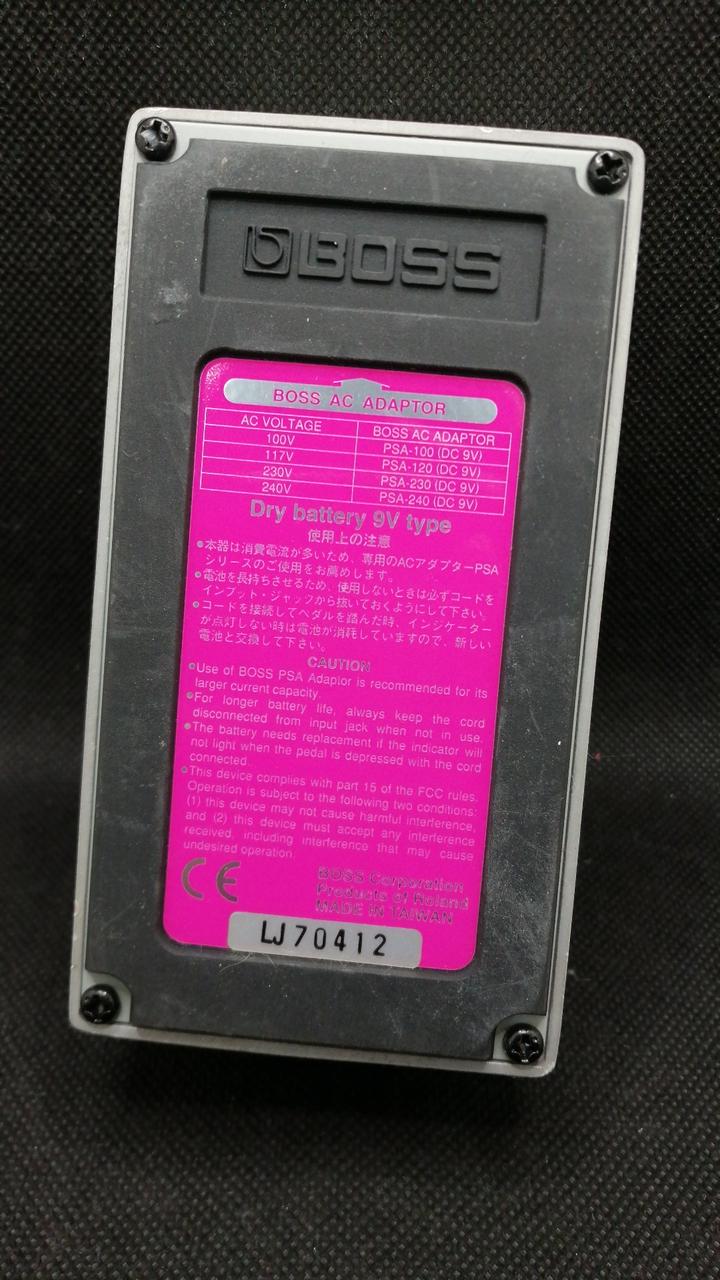 BOSS
BOSS AC ADAPTOR
AC VOLTAGE BOSS AC ADAPTOR
100V PSA-100 (DC 9V)
117V PSA-120 (DC 9V)
230V PSA-230 (DC 9V)
240V PSA-240 (DC 9V)
Dry battery 9V type
使用上の注意
●本器は消費電流が多いため、専用のACアダプターPSA
シリーズのご使用をお薦めします。
●電池を長持ちさせるため、使用しないときは必ずコードを
インプット・ジャックから抜いておくようにして下さい。
●コードを接続してペダルを踏んだ時、インジケーター
が点灯しない時は電池が消耗していますので、新しい
電池と交換して下さい。
CAUTION
●Use of BOSS PSA Adaptor is recommended for its
larger current capacity.
●For longer battery life, always keep the cord
disconnected from input jack when not in use.
●The battery needs replacement if the indicator will
not light when the pedal is depressed with the cord
connected.
●This device complies with part 15 of the FCC rules.
Operation is subject to the following two conditions:
(1) this device may not cause harmful interference,
and (2) this device must accept any interference
received, including interference that may cause
undesired operation.
CE
BOSS Corporation
Products of Roland
MADE IN TAIWAN
LJ70412